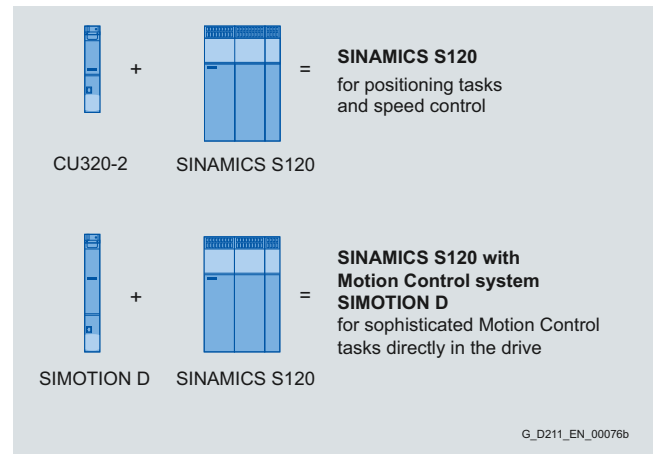 +
=
SINAMICS S120
for positioning tasks
and speed control
CU320-2
SINAMICS S120
+
=
SINAMICS S120 with
Motion Control system
SIMOTION D
for sophisticated Motion Control
tasks directly in the drive
SIMOTION D
SINAMICS S120
G_D211_EN_00076b